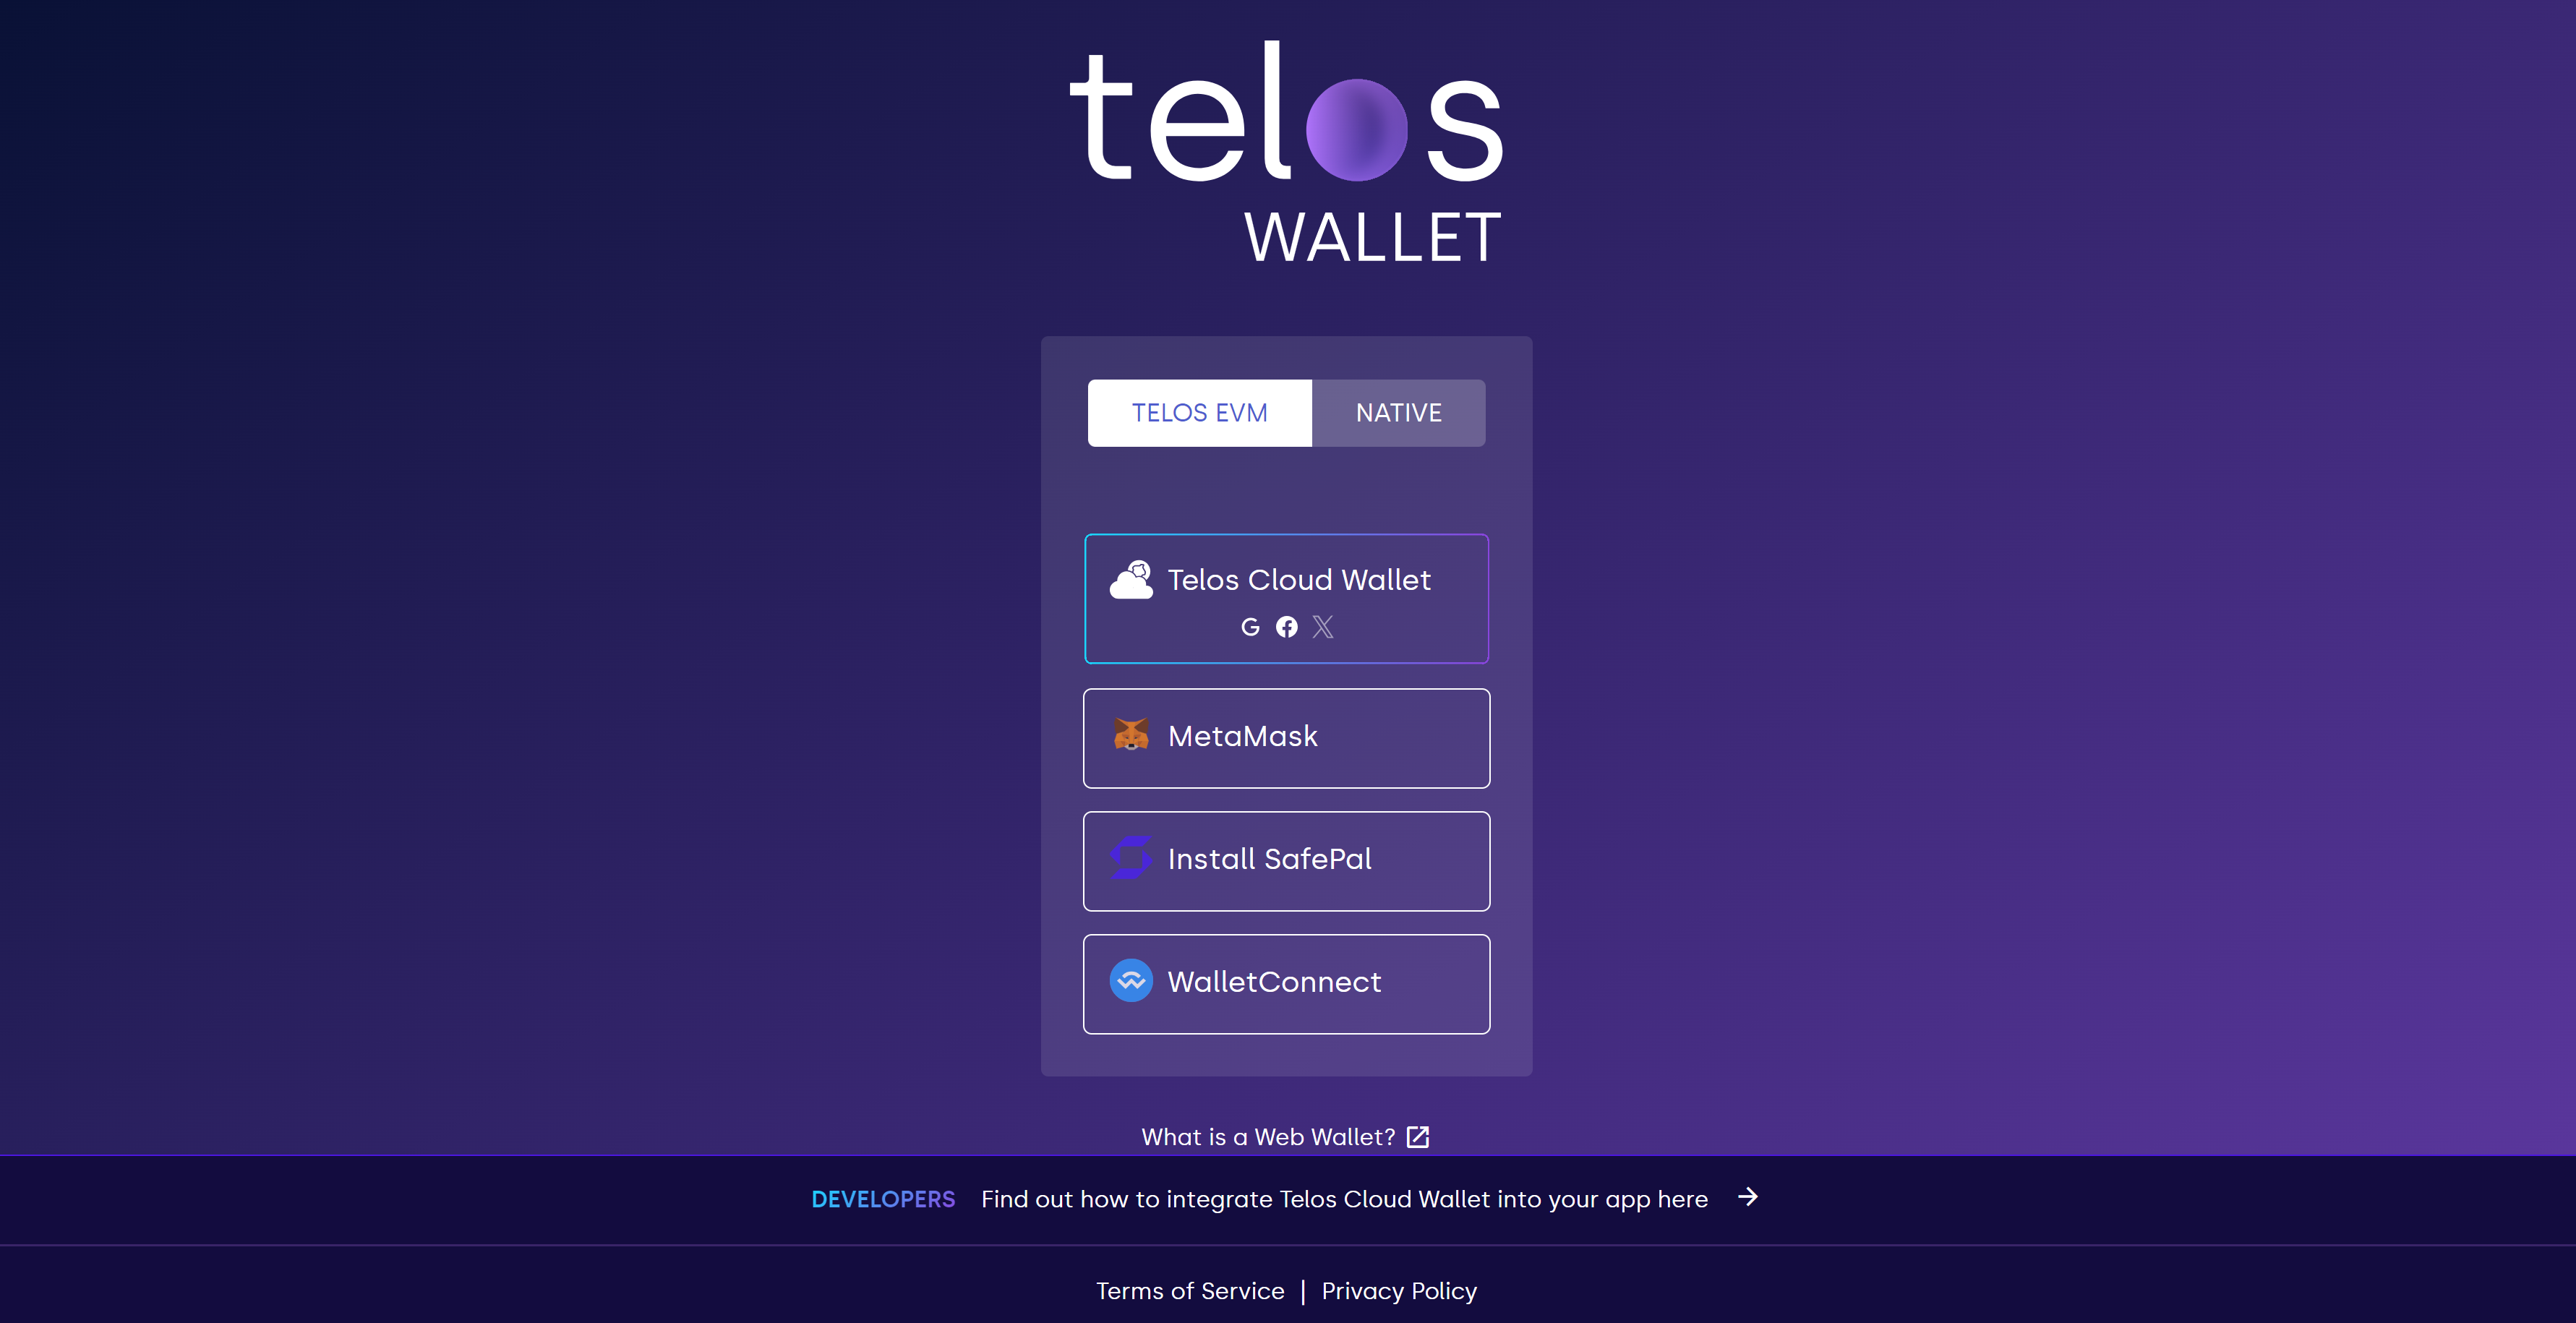 telos
WALLET
TELOS EVM NATIVE
Telos Cloud Wallet
MetaMask
Install SafePal
WalletConnect
What is a Web Wallet?
DEVELOPERS Find out how to integrate Telos Cloud Wallet into your app here
Terms of Service | Privacy Policy